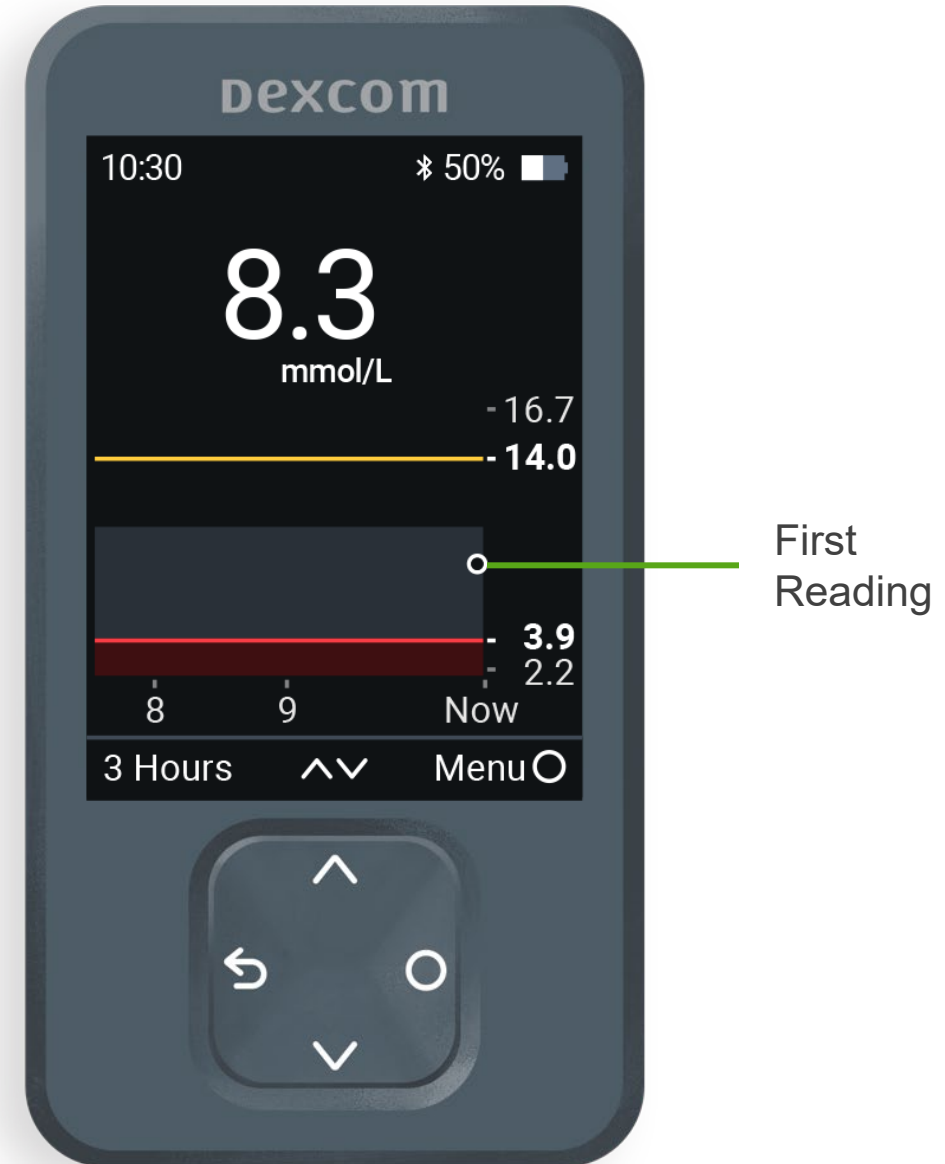 Dexcom
10:30 50%
8.3
mmol/L
16.7
14.0
First
Reading
3.9
2.2
8 9 Now
3 Hours Menu